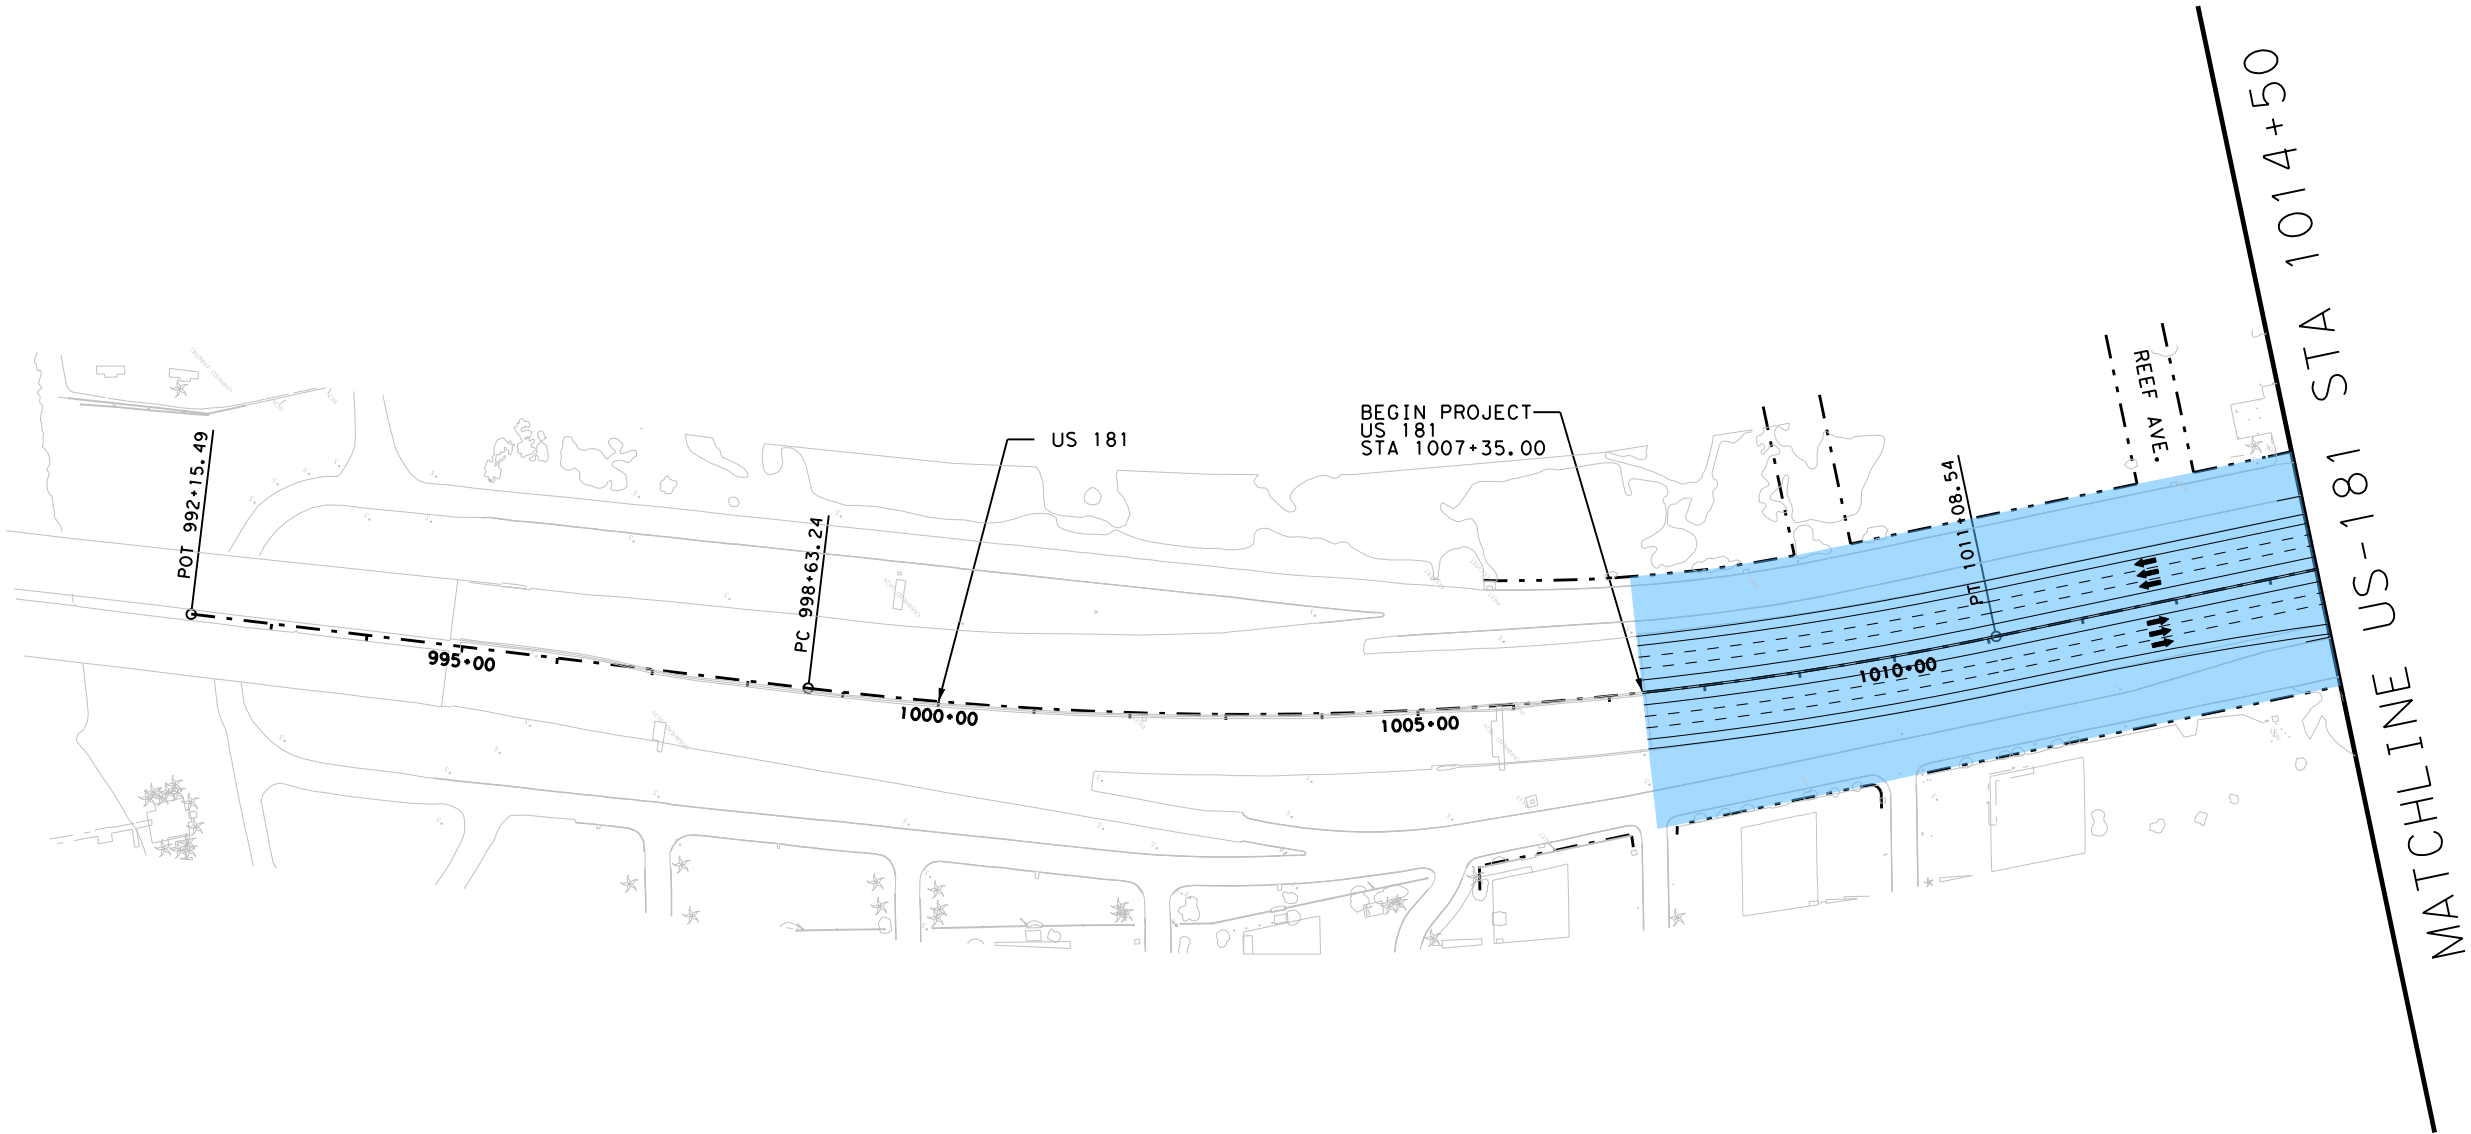 MATCHLINE US-181 STA 1014+50
REEF AVE.
BEGIN PROJECT
US 181
STA 1007+35.00
US 181
POT 992+15.49
PC 998+63.24
PT 1011+08.54
995+00
1000+00
1005+00
1010+00